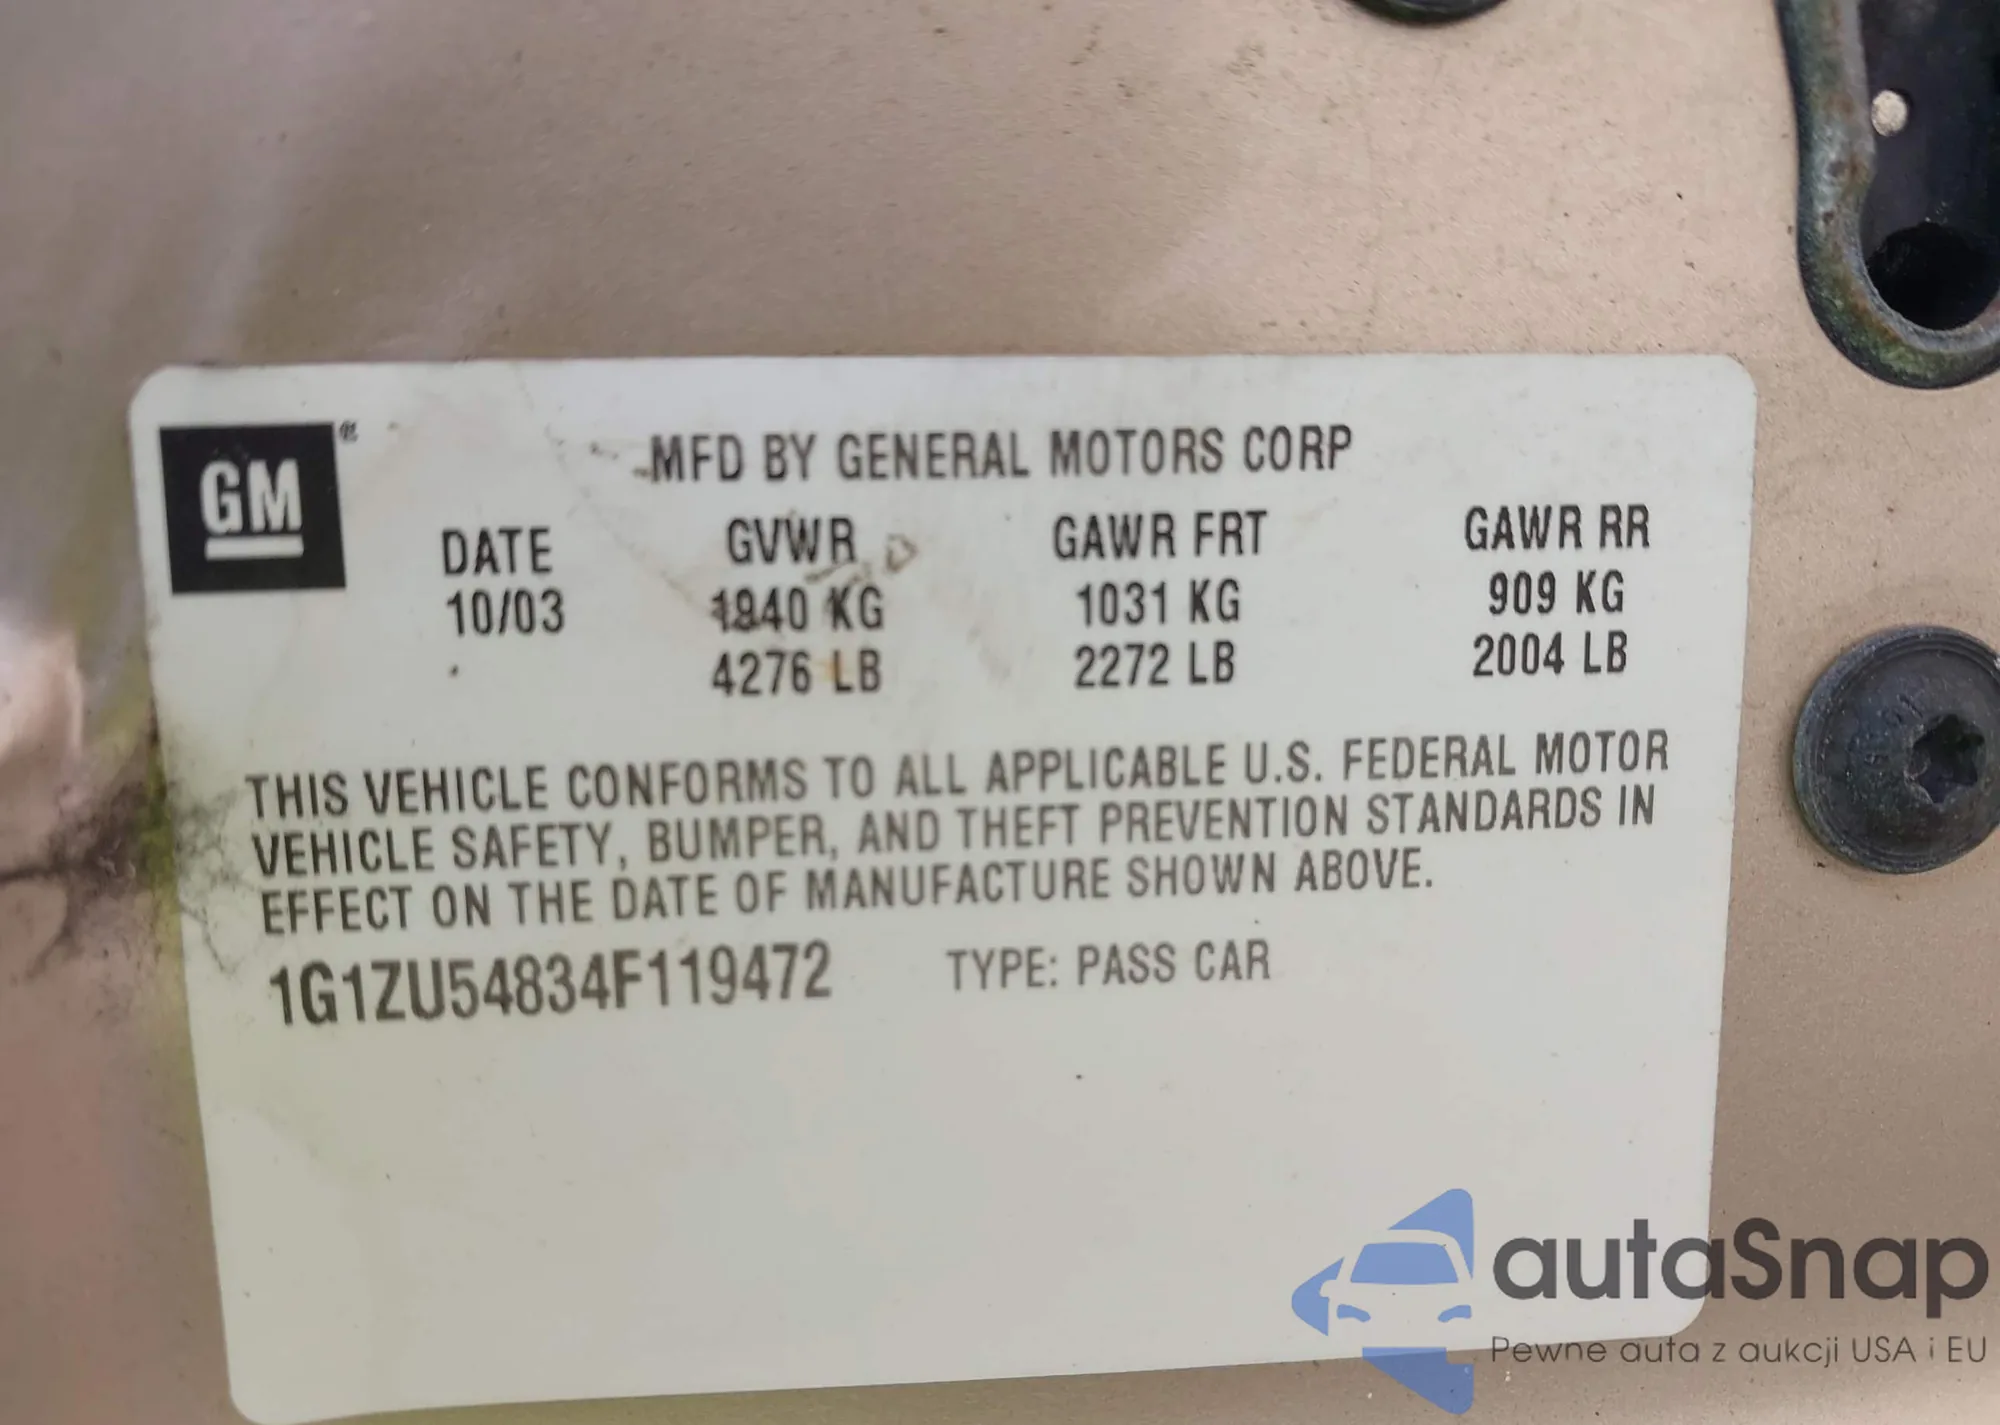 GM
MFD BY GENERAL MOTORS CORP
DATE GVWR GAWR FRT GAWR RR
10/03 1940 KG 1031 KG 909 KG
4276 LB 2272 LB 2004 LB
THIS VEHICLE CONFORMS TO ALL APPLICABLE U.S. FEDERAL MOTOR
VEHICLE SAFETY, BUMPER, AND THEFT PREVENTION STANDARDS IN
EFFECT ON THE DATE OF MANUFACTURE SHOWN ABOVE.
1G1ZU54834F119472 TYPE: PASS CAR
autaSnap
Pewne auta z aukcji USA i EU